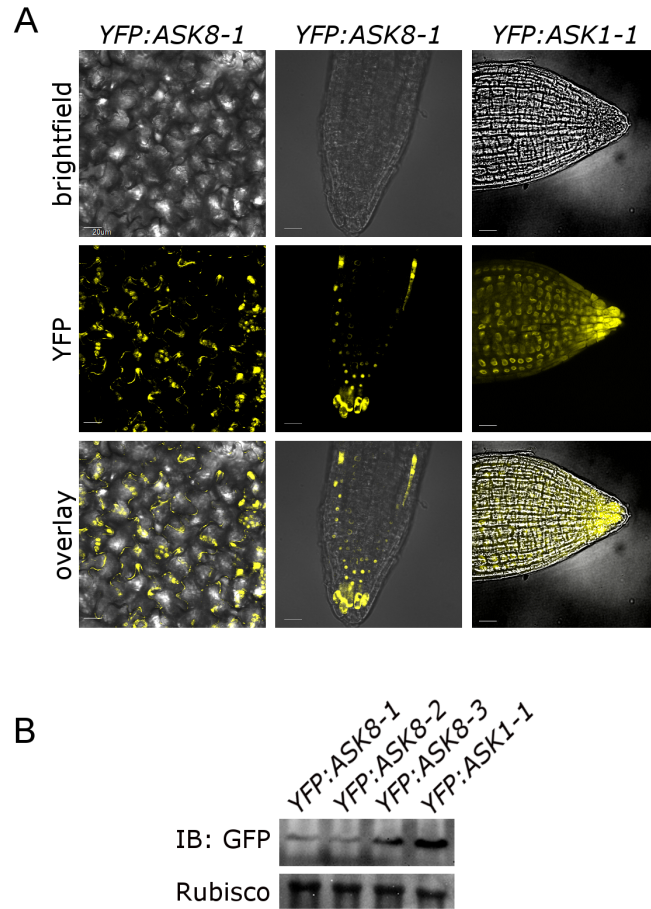 A
YFP:ASK8-1 YFP:ASK8-1 YFP:ASK1-1
brightfield
20um
YFP
overlay
B
YFP:ASK8-1
YFP:ASK8-2
YFP:ASK8-3
YFP:ASK1-1
IB: GFP
Rubisco